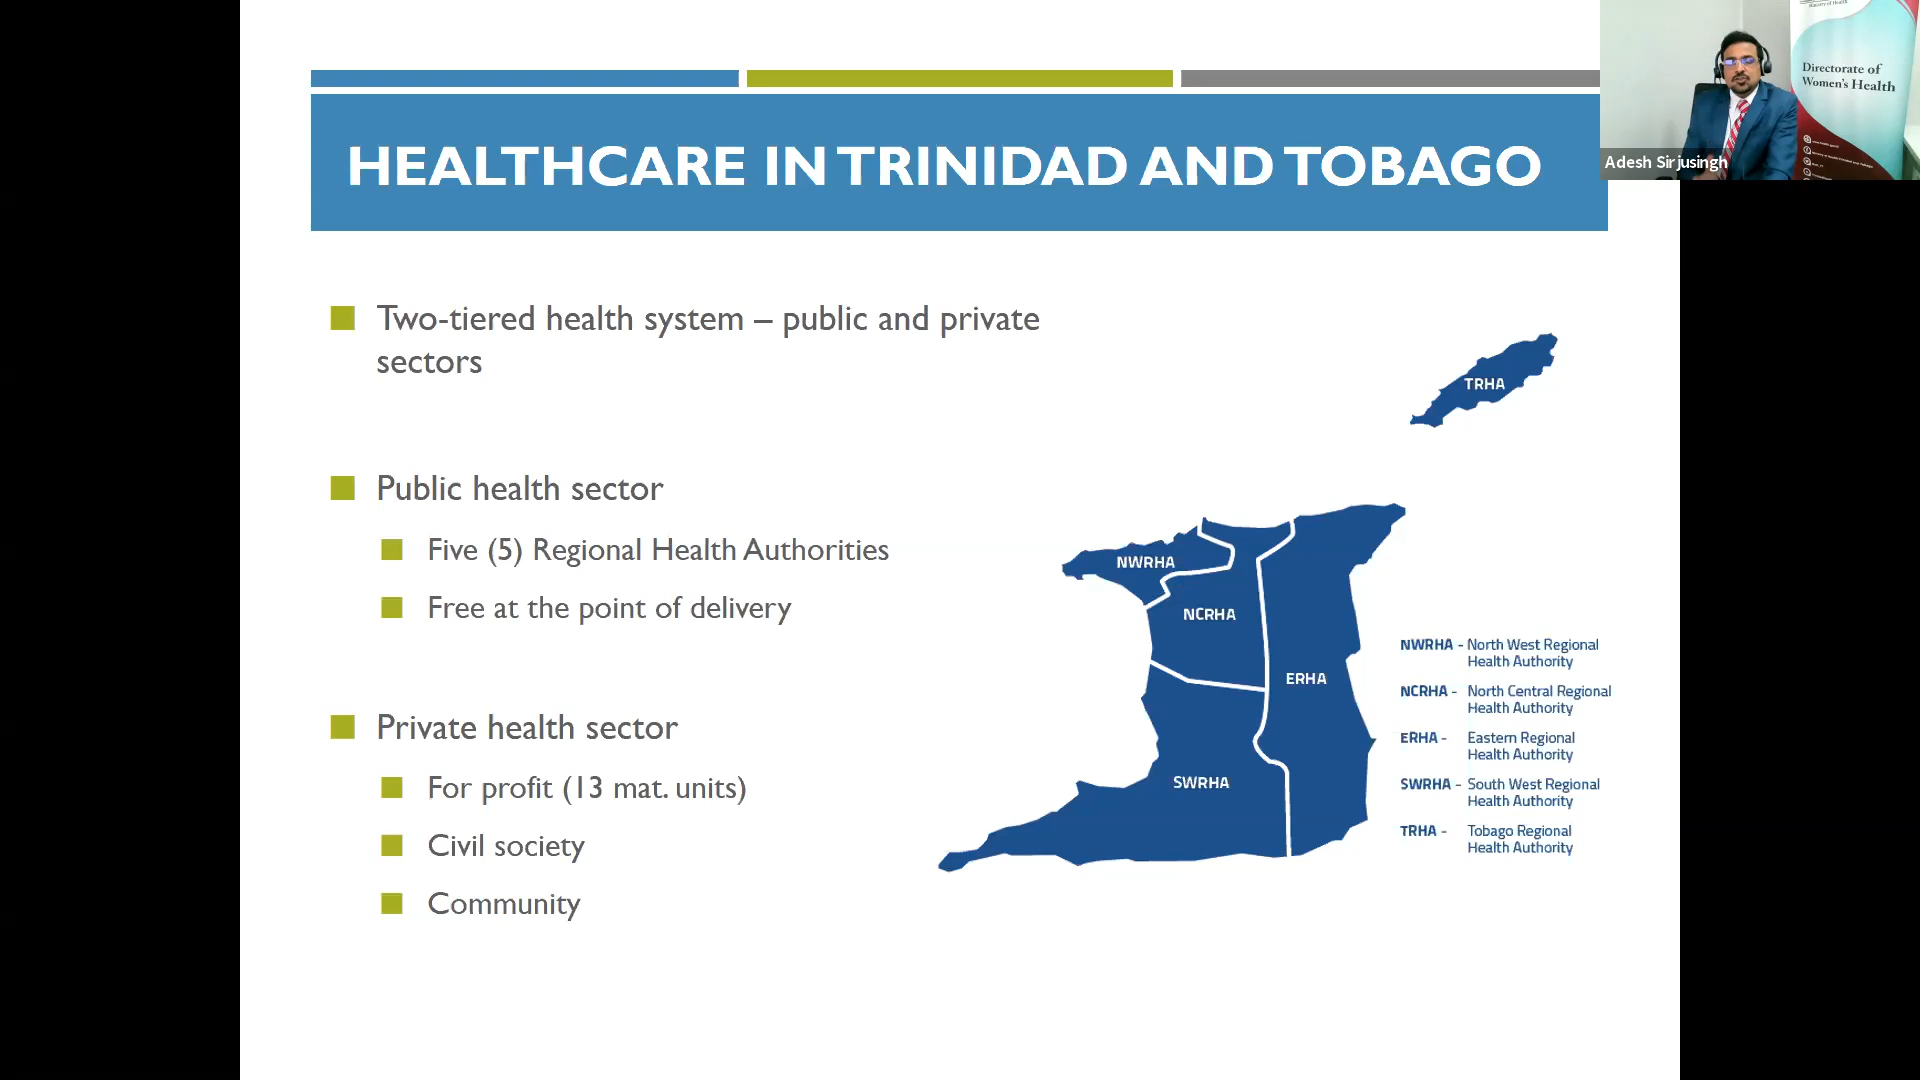 HEALTHCARE IN TRINIDAD AND TOBAGO
Two-tiered health system – public and private
sectors
Public health sector
Five (5) Regional Health Authorities
Free at the point of delivery
Private health sector
For profit (13 mat. units)
Civil society
Community
TRHA
NWRHA
NCRHA
ERHA
SWRHA
NWRHA - North West Regional
Health Authority
NCRHA - North Central Regional
Health Authority
ERHA - Eastern Regional
Health Authority
SWRHA - South West Regional
Health Authority
TRHA - Tobago Regional
Health Authority
Ministry of Health
Directorate of
Women's Health
Adesh Sirjusingh